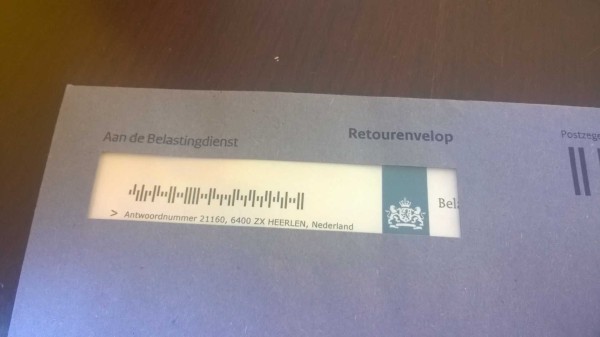 Aan de Belastingdienst
Retourenvelop
> Antwoordnummer 21160, 6400 ZX HEERLEN, Nederland